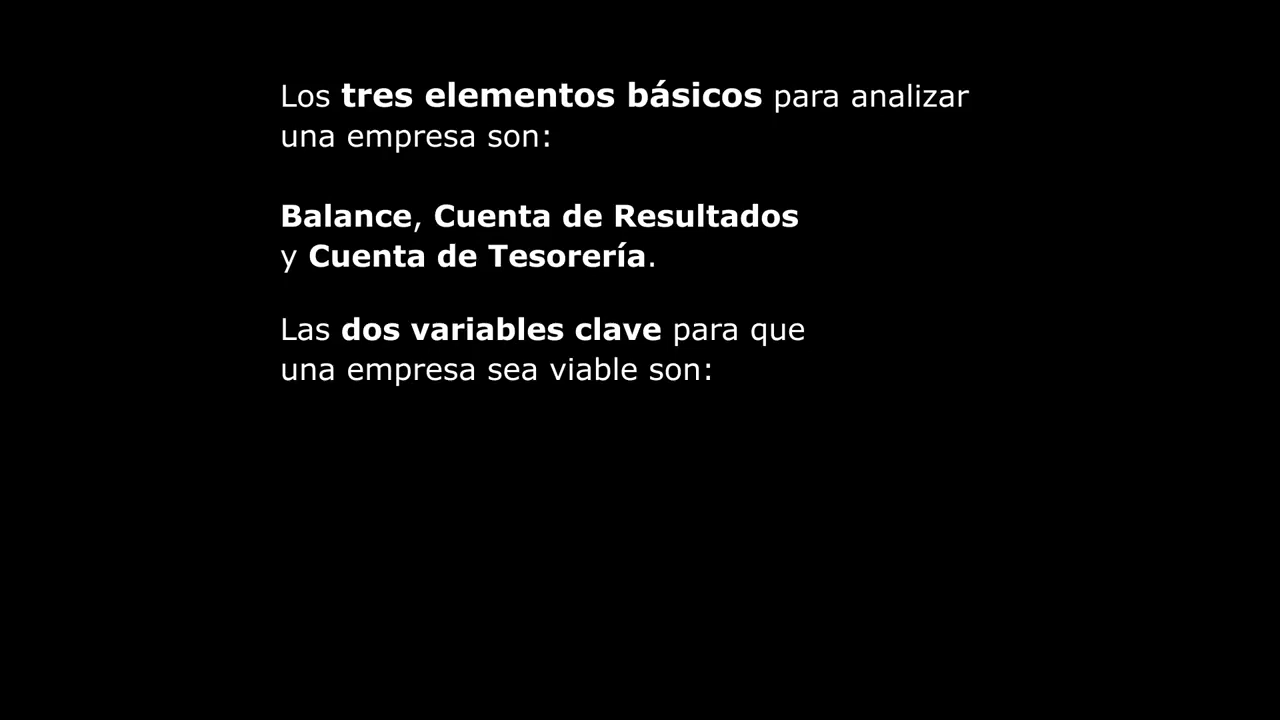 Los tres elementos básicos para analizar
una empresa son:
Balance, Cuenta de Resultados
y Cuenta de Tesorería.
Las dos variables clave para que
una empresa sea viable son: